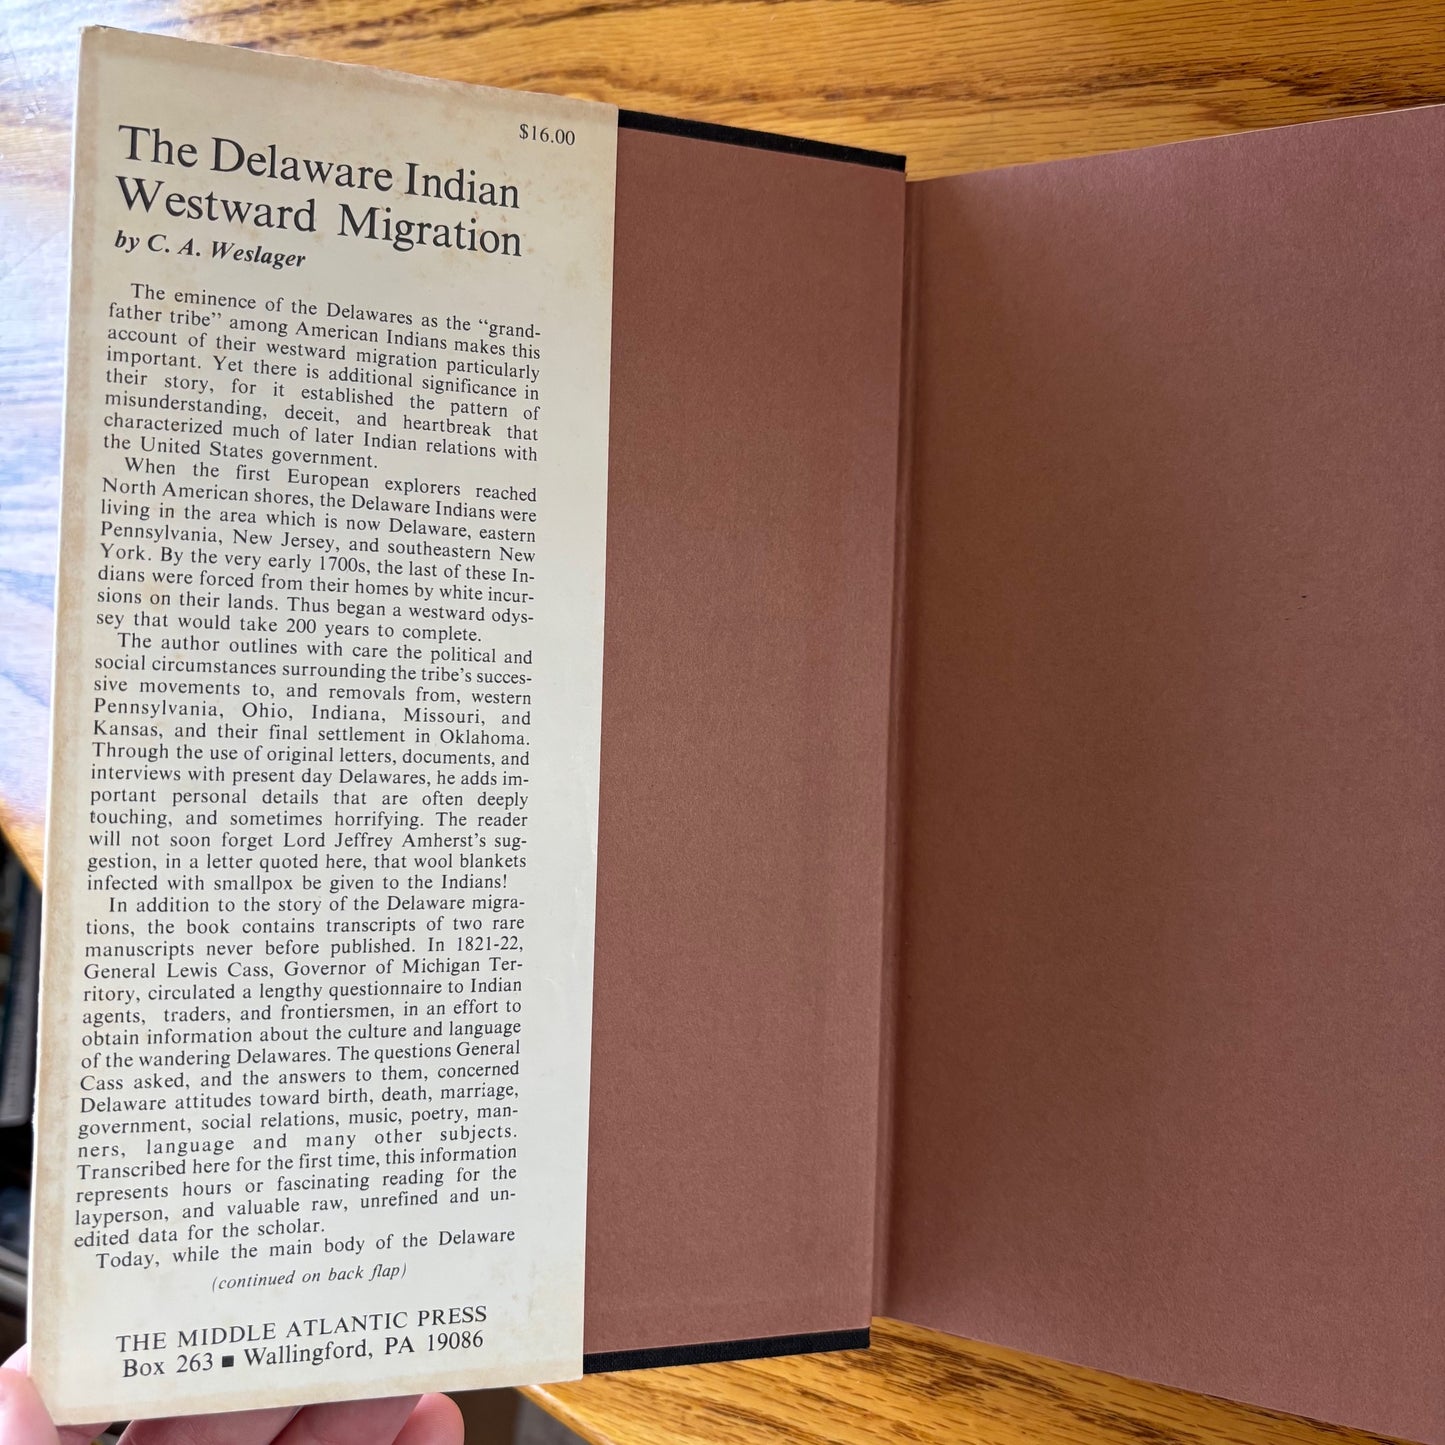 $16.00
The Delaware Indian
Westward Migration
by C. A. Weslager
The eminence of the Delawares as the “grand-
father tribe” among American Indians makes this
account of their westward migration particularly
important. Yet there is additional significance in
their story, for it established the pattern of
misunderstanding, deceit, and heartbreak that
characterized much of later Indian relations with
the United States government.
When the first European explorers reached
North American shores, the Delaware Indians were
living in the area which is now Delaware, eastern
Pennsylvania, New Jersey, and southeastern New
York. By the very early 1700s, the last of these In-
dians were forced from their homes by white incur-
sions on their lands. Thus began a westward odys-
sey that would take 200 years to complete.
The author outlines with care the political and
social circumstances surrounding the tribe’s succes-
sive movements to, and removals from, western
Pennsylvania, Ohio, Indiana, Missouri, and
Kansas, and their final settlement in Oklahoma.
Through the use of original letters, documents, and
interviews with present day Delawares, he adds im-
portant personal details that are often deeply
touching, and sometimes horrifying. The reader
will not soon forget Lord Jeffrey Amherst’s sug-
gestion, in a letter quoted here, that wool blankets
infected with smallpox be given to the Indians!
In addition to the story of the Delaware migra-
tions, the book contains transcripts of two rare
manuscripts never before published. In 1821-22,
General Lewis Cass, Governor of Michigan Ter-
ritory, circulated a lengthy questionnaire to Indian
agents, traders, and frontiersmen, in an effort to
obtain information about the culture and language
of the wandering Delawares. The questions General
Cass asked, and the answers to them, concerned
Delaware attitudes toward birth, death, marriage,
government, social relations, music, poetry, man-
ners, language and many other subjects.
Transcribed here for the first time, this information
represents hours or fascinating reading for the
layperson, and valuable raw, unrefined and un-
edited data for the scholar.
Today, while the main body of the Delaware
(continued on back flap)
THE MIDDLE ATLANTIC PRESS
Box 263 ■ Wallingford, PA 19086